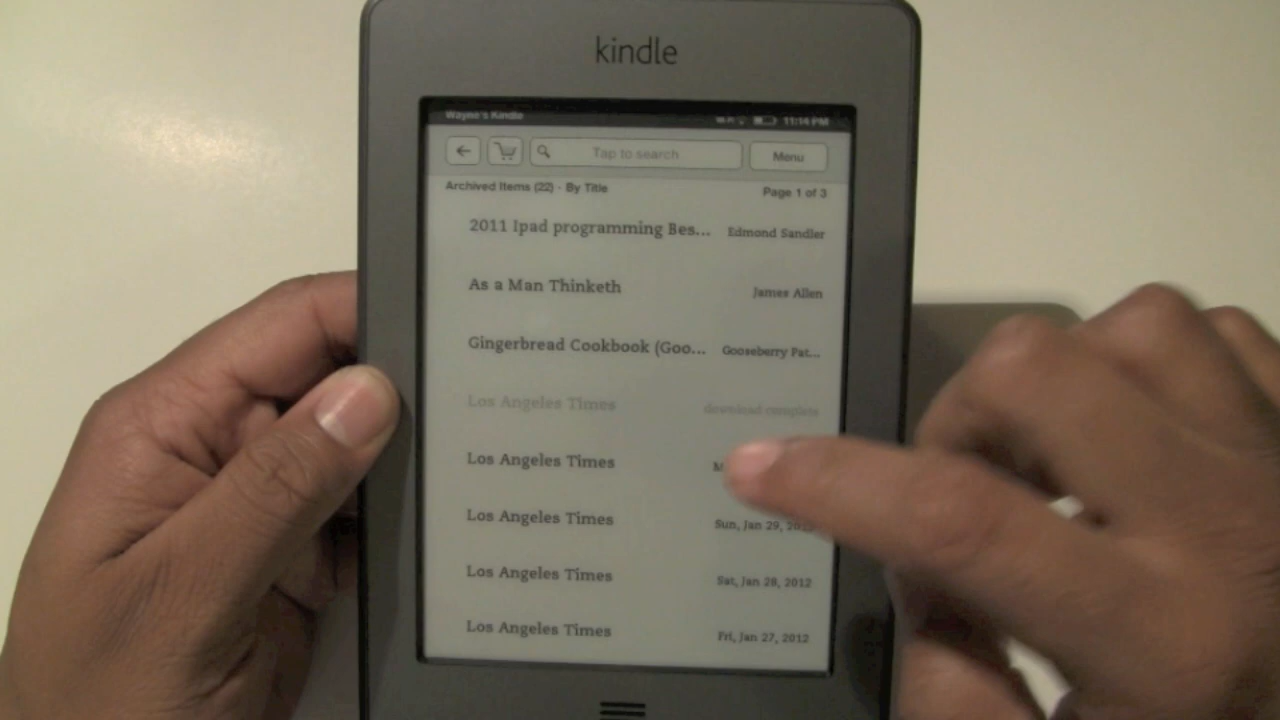 kindle
Wayne's Kindle 11:14 PM
Tap to search Menu
Archived Items (22) · By Title Page 1 of 3
2011 Ipad programming Bes... Edmond Sandler
As a Man Thinketh James Allen
Gingerbread Cookbook (Goo... Gooseberry Pat...
Los Angeles Times download complete
Los Angeles Times
Los Angeles Times Sun, Jan 29, 2012
Los Angeles Times Sat, Jan 28, 2012
Los Angeles Times Fri, Jan 27, 2012